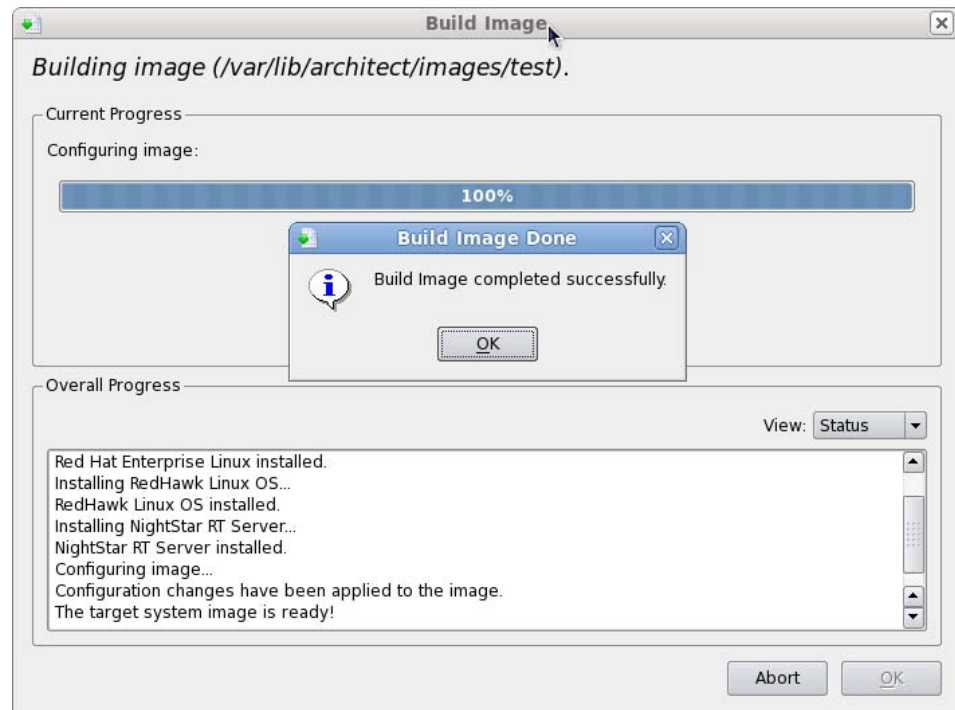 Build Image
Building image (/var/lib/architect/images/test).
Current Progress
Configuring image:
100%
Build Image Done
Build Image completed successfully.
OK
Overall Progress
View: Status
Red Hat Enterprise Linux installed.
Installing RedHawk Linux OS...
RedHawk Linux OS installed.
Installing NightStar RT Server...
NightStar RT Server installed.
Configuring image...
Configuration changes have been applied to the image.
The target system image is ready!
Abort OK